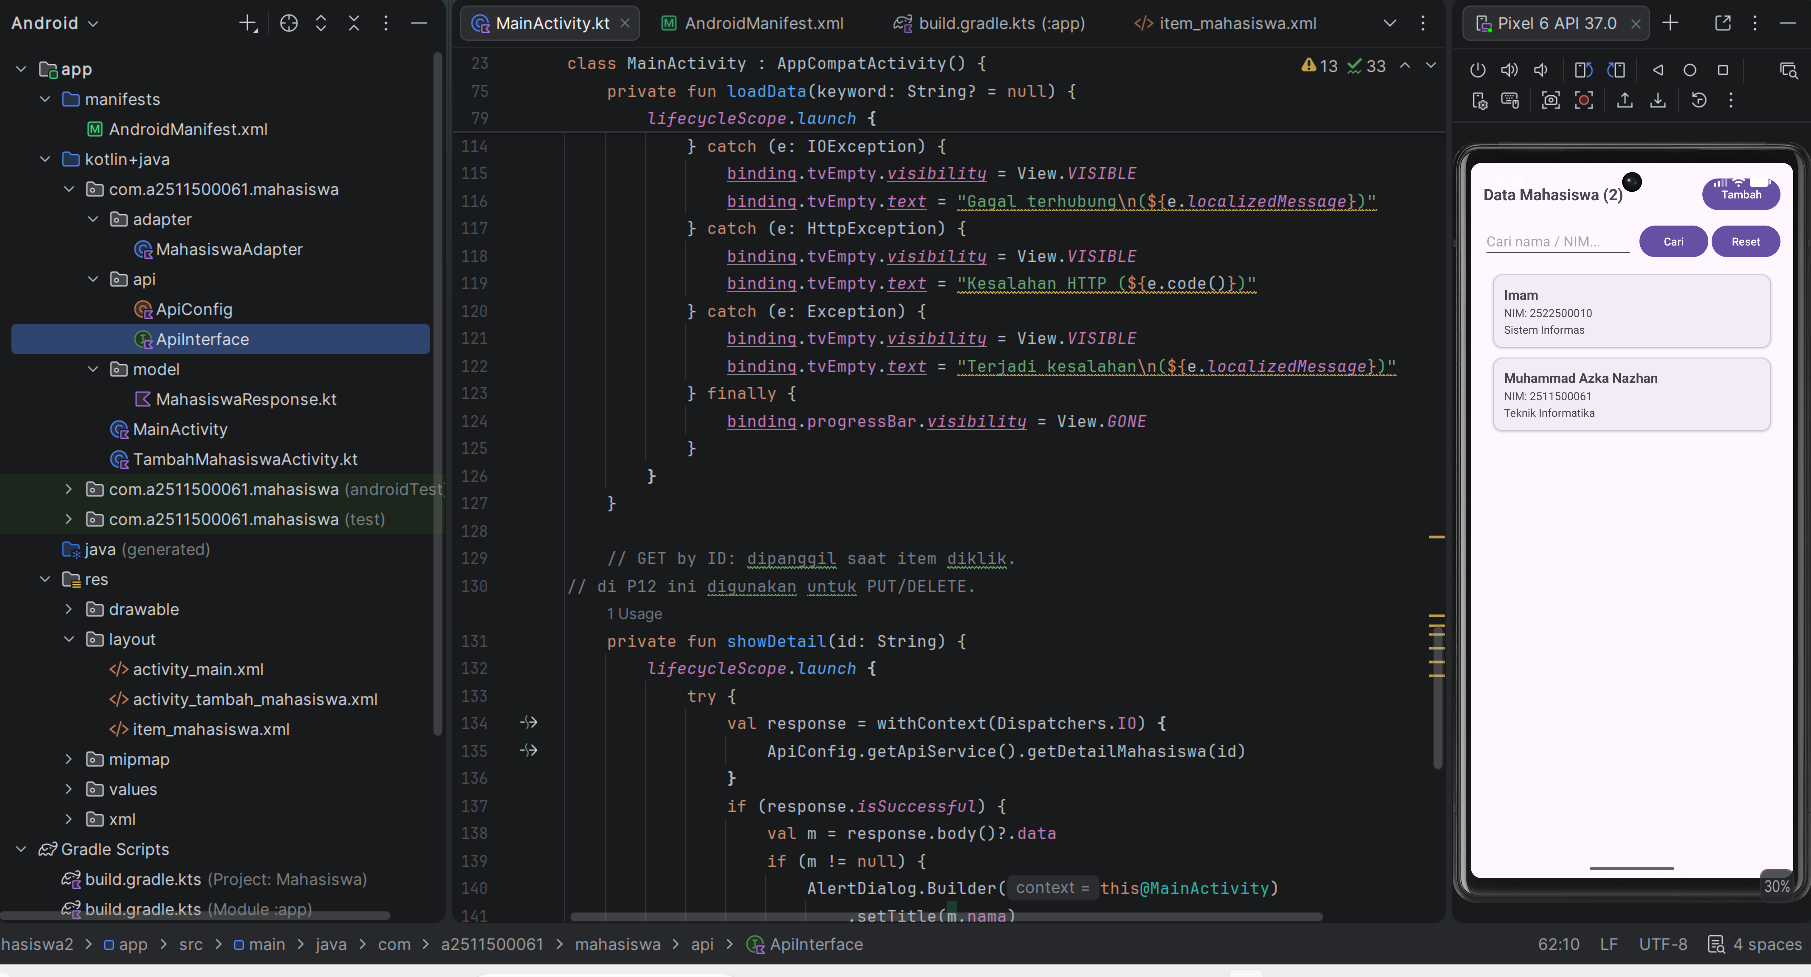 Android
MainActivity.kt
AndroidManifest.xml
build.gradle.kts (:app)
item_mahasiswa.xml
Pixel 6 API 37.0
app
manifests
AndroidManifest.xml
kotlin+java
com.a2511500061.mahasiswa
adapter
MahasiswaAdapter
api
ApiConfig
ApiInterface
model
MahasiswaResponse.kt
MainActivity
TambahMahasiswaActivity.kt
com.a2511500061.mahasiswa (androidTest
com.a2511500061.mahasiswa (test)
java (generated)
res
drawable
layout
activity_main.xml
activity_tambah_mahasiswa.xml
item_mahasiswa.xml
mipmap
values
xml
Gradle Scripts
build.gradle.kts (Project: Mahasiswa)
build.gradle.kts (Module :app)
13 33
23 class MainActivity : AppCompatActivity() {
75 private fun loadData(keyword: String? = null) {
79 lifecycleScope.launch {
114 } catch (e: IOException) {
115 binding.tvEmpty.visibility = View.VISIBLE
116 binding.tvEmpty.text = "Gagal terhubung\n(${e.localizedMessage})"
117 } catch (e: HttpException) {
118 binding.tvEmpty.visibility = View.VISIBLE
119 binding.tvEmpty.text = "Kesalahan HTTP (${e.code()})"
120 } catch (e: Exception) {
121 binding.tvEmpty.visibility = View.VISIBLE
122 binding.tvEmpty.text = "Terjadi kesalahan\n(${e.localizedMessage})"
123 } finally {
124 binding.progressBar.visibility = View.GONE
125 }
126 }
127 }
128
129 // GET by ID: dipanggil saat item diklik.
130 // di P12 ini digunakan untuk PUT/DELETE.
1 Usage
131 private fun showDetail(id: String) {
132 lifecycleScope.launch {
133 try {
134 val response = withContext(Dispatchers.IO) {
135 ApiConfig.getApiService().getDetailMahasiswa(id)
136 }
137 if (response.isSuccessful) {
138 val m = response.body()?.data
139 if (m != null) {
140 AlertDialog.Builder( context = this@MainActivity)
141 .setTitle(m.nama)
Data Mahasiswa (2)
Tambah
Cari nama / NIM...
Cari
Reset
Imam
NIM: 2522500010
Sistem Informas
Muhammad Azka Nazhan
NIM: 2511500061
Teknik Informatika
30%
hasiswa2 > app > src > main > java > com > a2511500061 > mahasiswa > api > ApiInterface
62:10 LF UTF-8 4 spaces